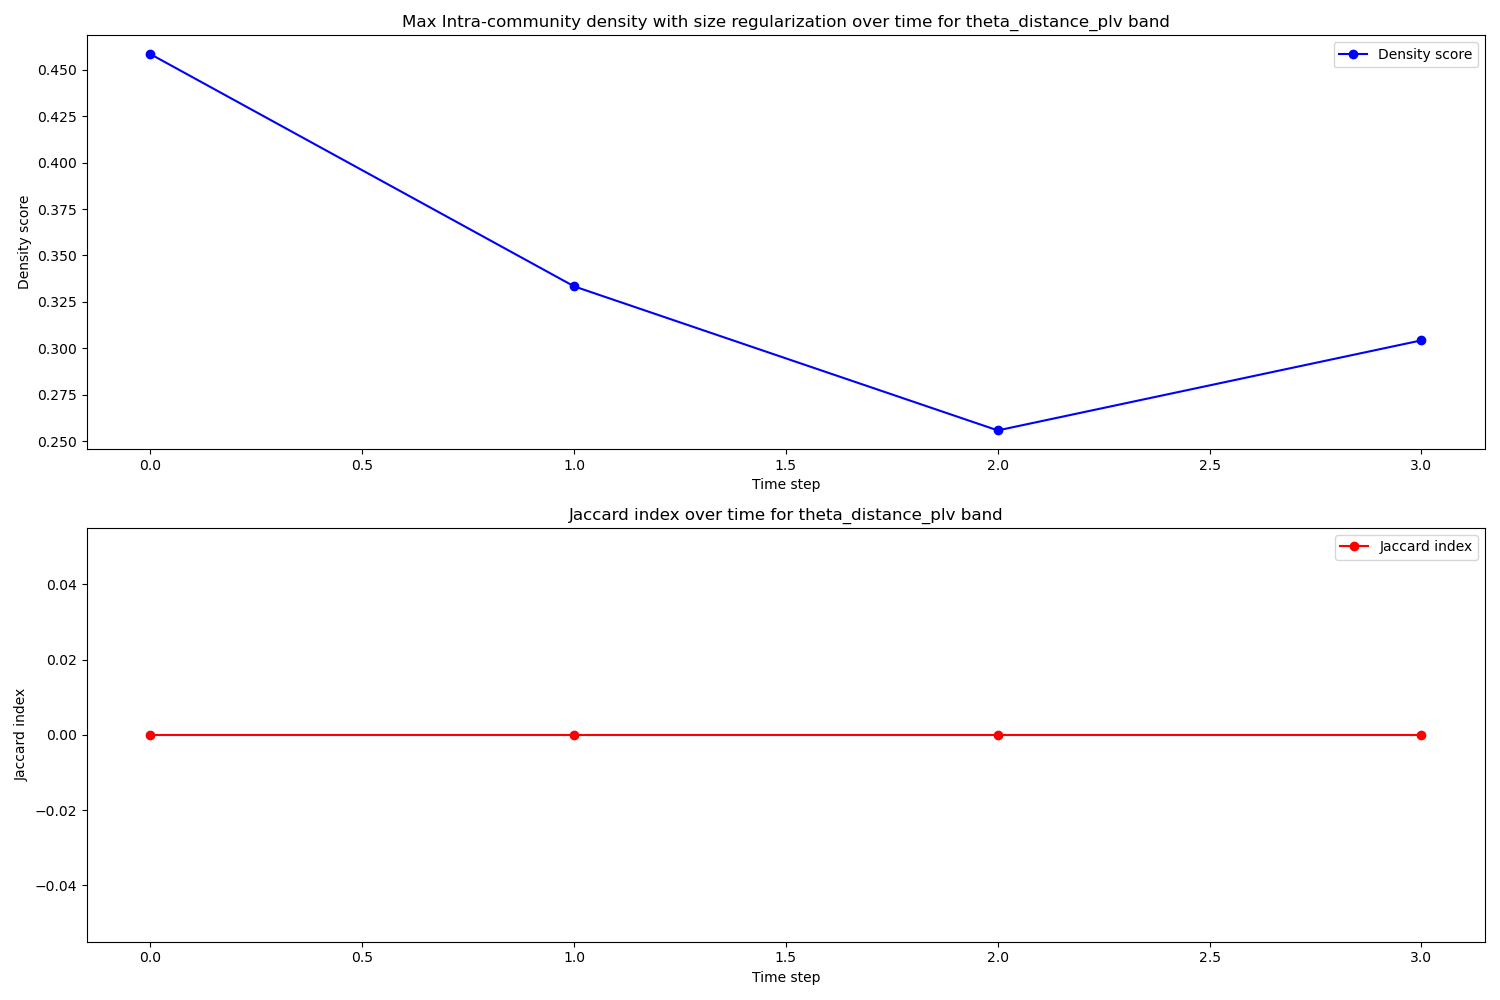 Max Intra-community density with size regularization over time for theta_distance_plv band
Density score
0.450
0.425
0.400
0.375
0.350
0.325
0.300
0.275
0.250
Density score
0.0 0.5 1.0 1.5 2.0 2.5 3.0
Time step
Jaccard index over time for theta_distance_plv band
Jaccard index
0.04
0.02
0.00
−0.02
−0.04
Jaccard index
0.0 0.5 1.0 1.5 2.0 2.5 3.0
Time step